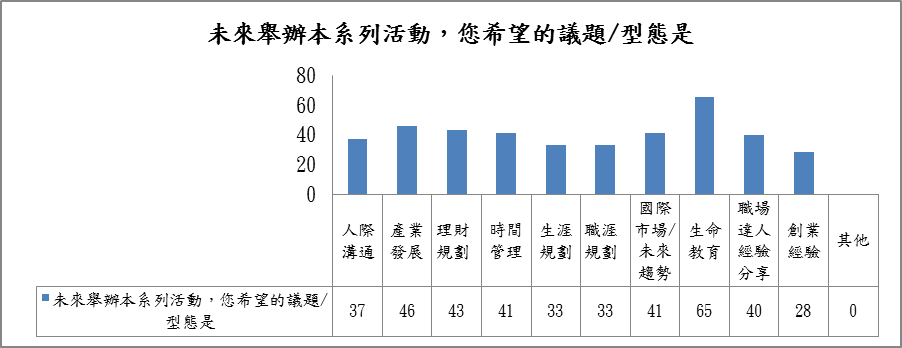 未來舉辦本系列活動，您希望的議題/型態是
80
60
40
20
0
人際
溝通
產業
發展
理財
規劃
時間
管理
生涯
規劃
職涯
規劃
國際
市場/
未來
趨勢
生命
教育
職場
達人
經驗
分享
創業
經驗
其他
未來舉辦本系列活動，您希望的議題/
型態是
37 46 43 41 33 33 41 65 40 28 0